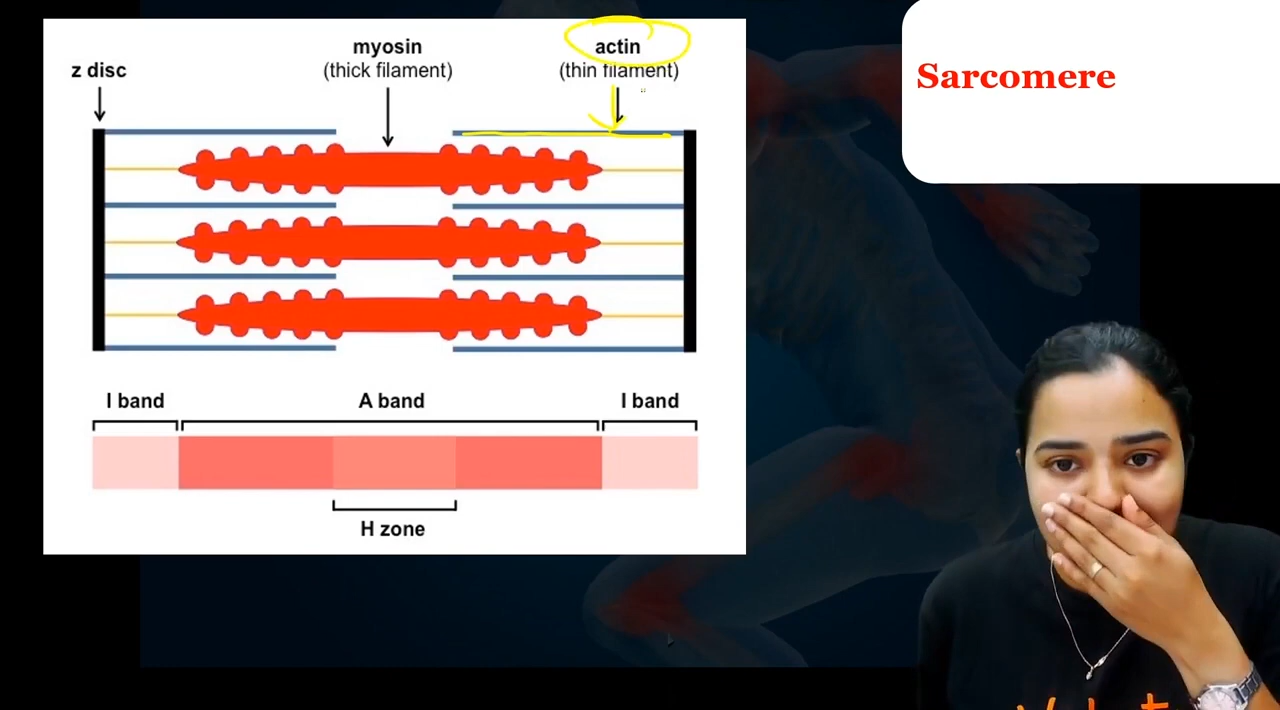 myosin
(thick filament)
actin
(thin filament)
z disc
Sarcomere
I band
A band
I band
H zone